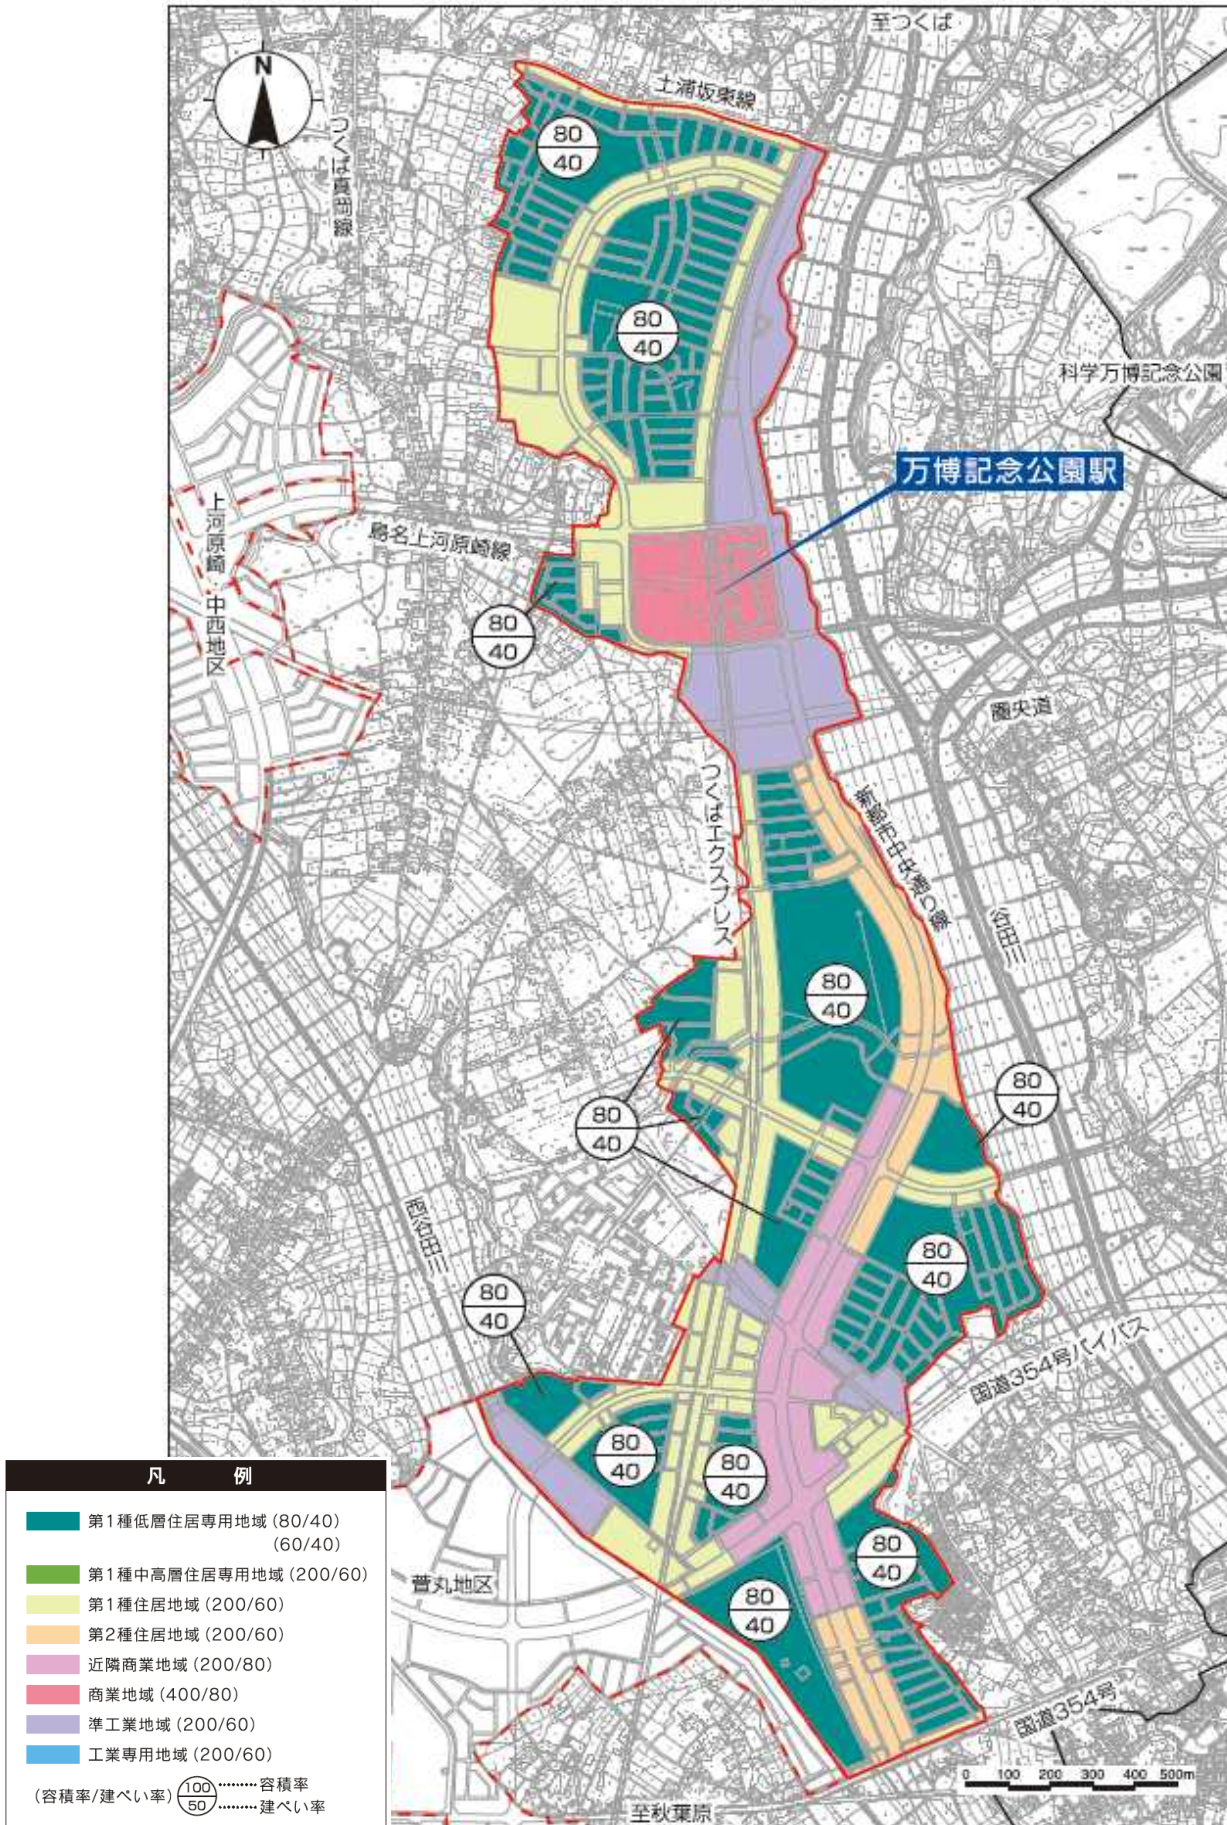 至つくば
N
土浦坂東線
つくば真岡線
80
40
80
40
科学万博記念公園
万博記念公園駅
上河原崎・中西地区
島名上河原崎線
80
40
圏央道
つくばエクスプレス
新都市中央通り線
谷田川
80
40
80
40
80
40
西谷田川
80
40
80
40
国道354号バイパス
80
40
80
40
80
40
80
40
萱丸地区
国道354号
0 100 200 300 400 500m
至秋葉原
凡 例
第1種低層住居専用地域 (80/40)
(60/40)
第1種中高層住居専用地域 (200/60)
第1種住居地域 (200/60)
第2種住居地域 (200/60)
近隣商業地域 (200/80)
商業地域 (400/80)
準工業地域 (200/60)
工業専用地域 (200/60)
(容積率/建ぺい率) 100 ········· 容積率
50 ········· 建ぺい率